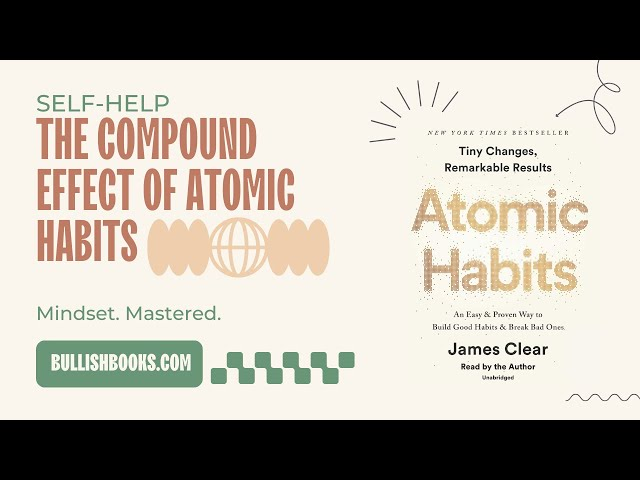 SELF-HELP
THE COMPOUND
EFFECT OF ATOMIC
HABITS
Mindset. Mastered.
BULLISHBOOKS.COM
NEW YORK TIMES BESTSELLER
Tiny Changes,
Remarkable Results
Atomic
Habits
An Easy & Proven Way to
Build Good Habits & Break Bad Ones.
James Clear
Read by the Author
Unabridged